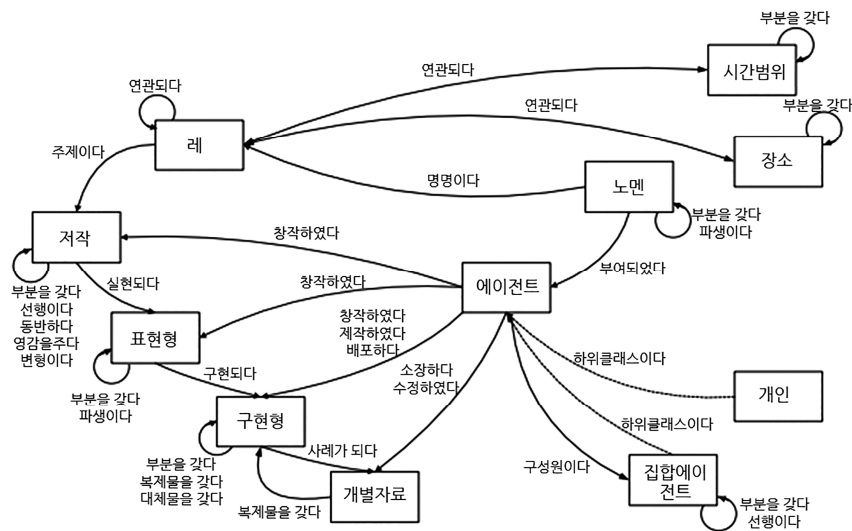 부분을 갖다
시간범위
연관되다
연관되다
레
연관되다
부분을 갖다
장소
주제이다
명명이다
노멘
부분을 갖다
파생이다
저작
창작하였다
부여되었다
부분을 갖다
선행이다
동반하다
영감을주다
변형이다
실현되다
창작하였다
에이전트
표현형
창작하였다
제작하였다
배포하다
부분을 갖다
파생이다
구현되다
소장하다
수정하였다
하위클래스이다
개인
구현형
하위클래스이다
부분을 갖다
복제물을 갖다
대체물을 갖다
사례가 되다
구성원이다
집합에이
전트
개별자료
복제물을 갖다
부분을 갖다
선행이다